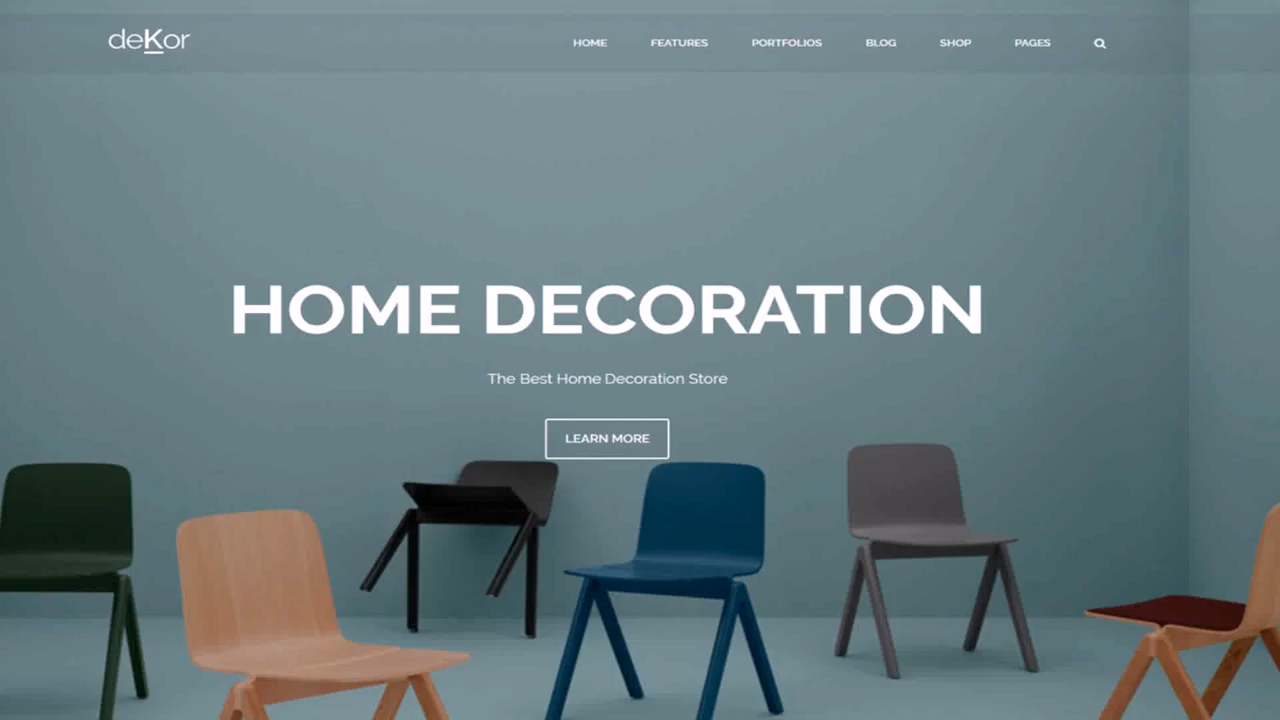 deKor
HOME FEATURES PORTFOLIOS BLOG SHOP PAGES
HOME DECORATION
The Best Home Decoration Store
LEARN MORE